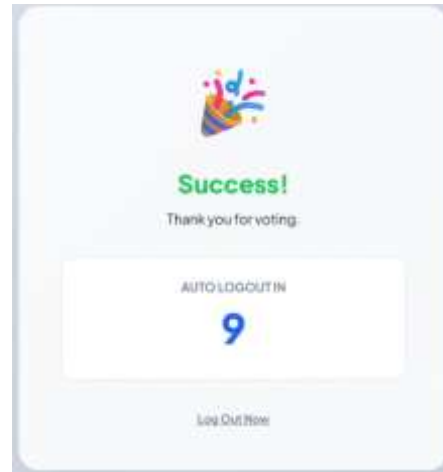 Success!
Thank you for voting.
AUTO LOGOUT IN
9
Log Out Now